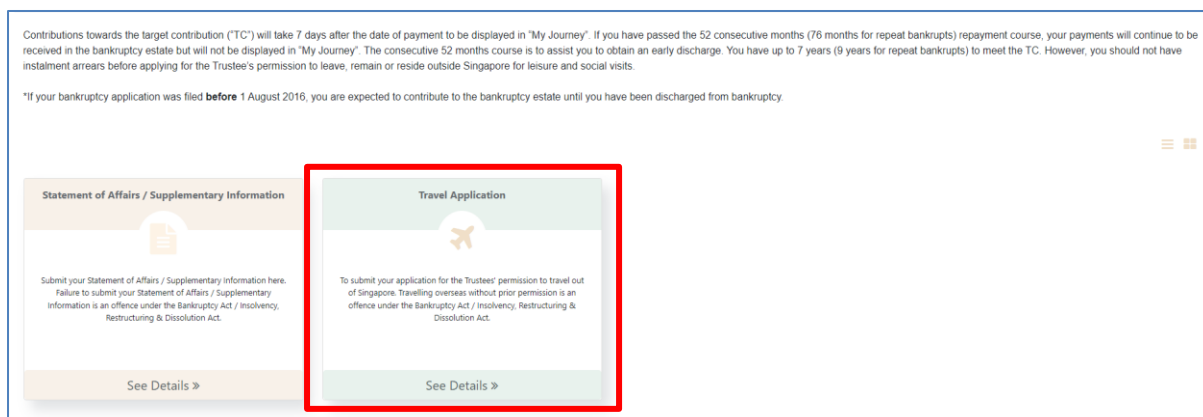 Contributions towards the target contribution ("TC") will take 7 days after the date of payment to be displayed in "My Journey". If you have passed the 52 consecutive months (76 months for repeat bankrupts) repayment course, your payments will continue to be
received in the bankruptcy estate but will not be displayed in "My Journey". The consecutive 52 months course is to assist you to obtain an early discharge. You have up to 7 years (9 years for repeat bankrupts) to meet the TC. However, you should not have
instalment arrears before applying for the Trustee's permission to leave, remain or reside outside Singapore for leisure and social visits.
*If your bankruptcy application was filed before 1 August 2016, you are expected to contribute to the bankruptcy estate until you have been discharged from bankruptcy.
Statement of Affairs / Supplementary Information
Submit your Statement of Affairs / Supplementary Information here.
Failure to submit your Statement of Affairs / Supplementary
Information is an offence under the Bankruptcy Act / Insolvency,
Restructuring & Dissolution Act.
See Details »
Travel Application
To submit your application for the Trustees' permission to travel out
of Singapore. Travelling overseas without prior permission is an
offence under the Bankruptcy Act / Insolvency, Restructuring &
Dissolution Act.
See Details »